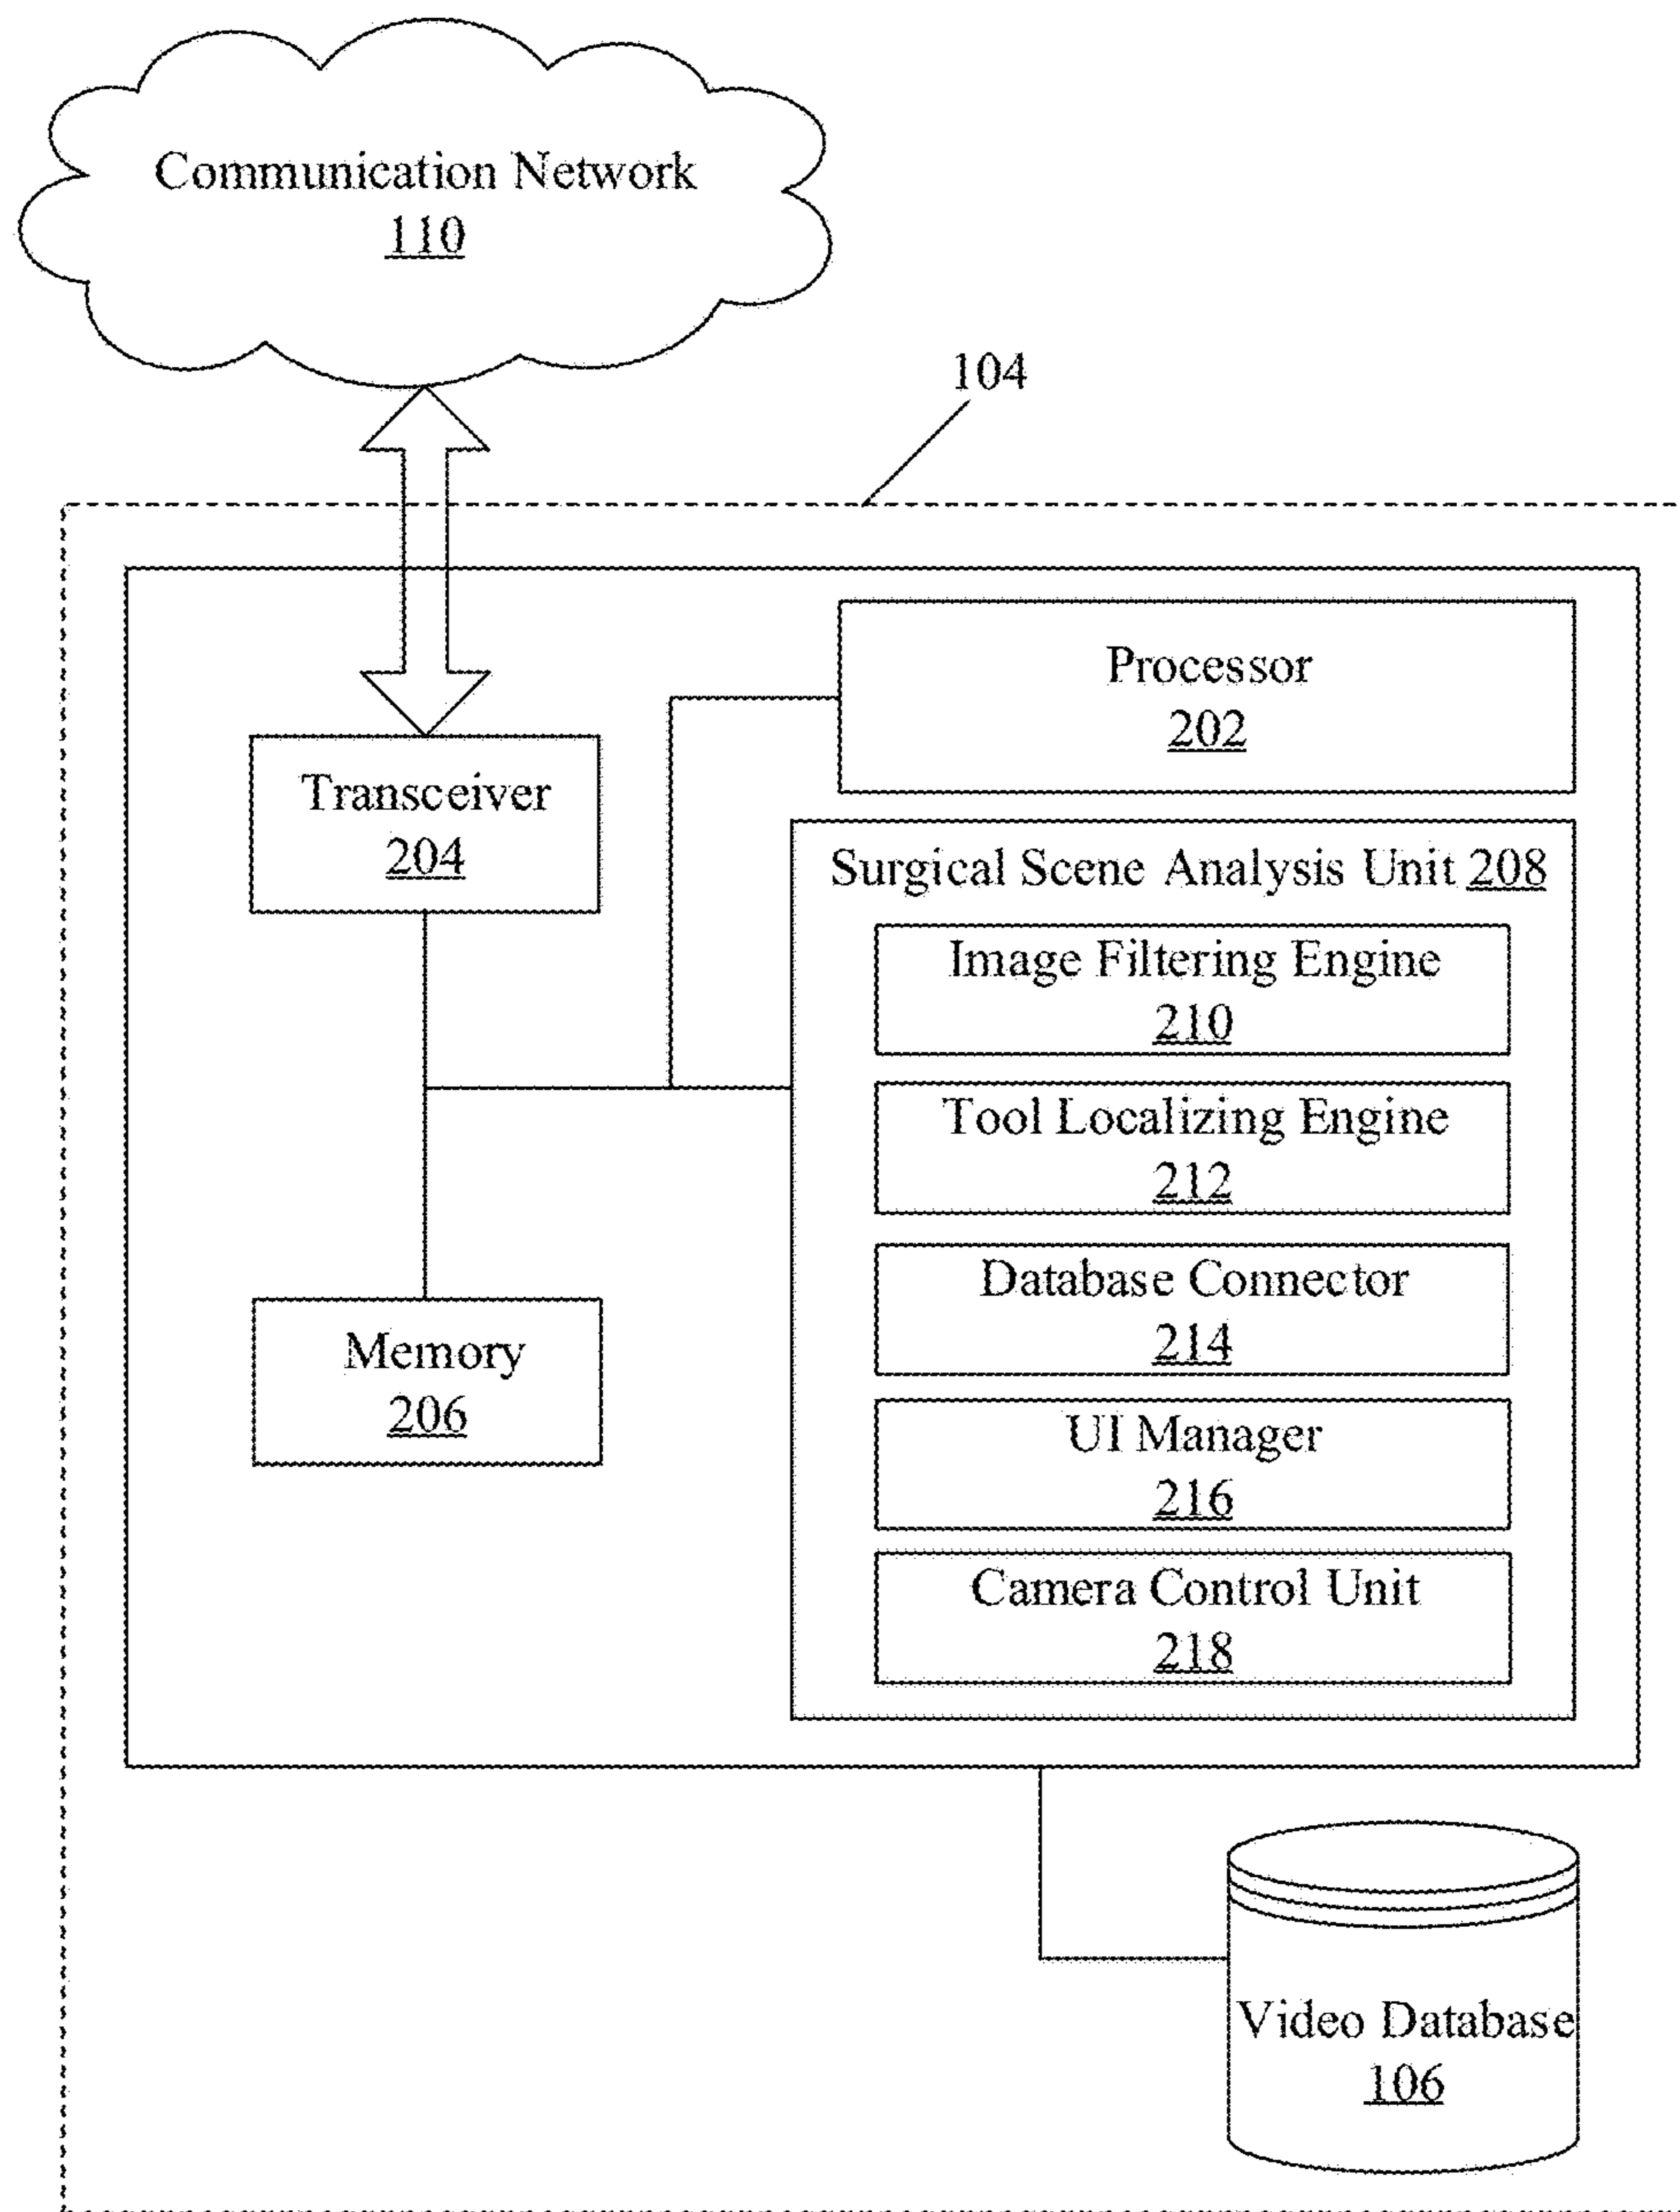 Communication Network
110
104
Processor
202
Transceiver
204
Surgical Scene Analysis Unit 208
Image Filtering Engine
210
Tool Localizing Engine
212
Database Connector
214
Memory
206
UI Manager
216
Camera Control Unit
218
Video Database
106